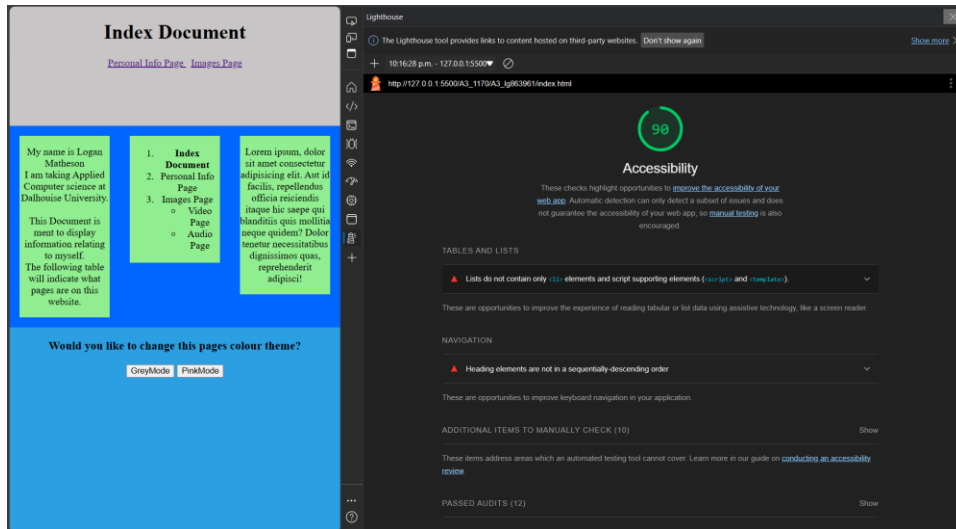 Index Document
Personal Info Page Images Page
My name is Logan
Matheson
I am taking Applied
Computer science at
Dalhouise University.
This Document is
ment to display
information relating
to myself.
The following table
will indicate what
pages are on this
website.
1. Index
Document
2. Personal Info
Page
3. Images Page
Video
Page
Audio
Page
Lorem ipsum, dolor
sit amet consectetur
adipisicing elit. Aut id
facilis, repellendus
officia reiciendis
itaque hic saepe qui
blanditiis quis mollitia
neque quidem? Dolor
tenetur necessitatibus
dignissimos quas,
reprehenderit
adipisci!
Would you like to change this pages colour theme?
GreyMode PinkMode
Lighthouse
The Lighthouse tool provides links to content hosted on third-party websites. Don't show again Show more
10:16:28 p.m. - 127.0.0.1:5500
http://127.0.0.1:5500/A3_1170/A3_lg863961/index.html
90
Accessibility
These checks highlight opportunities to improve the accessibility of your
web app. Automatic detection can only detect a subset of issues and does
not guarantee the accessibility of your web app, so manual testing is also
encouraged.
TABLES AND LISTS
Lists do not contain only <li> elements and script supporting elements (<script> and <template>).
These are opportunities to improve the experience of reading tabular or list data using assistive technology, like a screen reader.
NAVIGATION
Heading elements are not in a sequentially-descending order
These are opportunities to improve keyboard navigation in your application.
ADDITIONAL ITEMS TO MANUALLY CHECK (10) Show
These items address areas which an automated testing tool cannot cover. Learn more in our guide on conducting an accessibility
review.
PASSED AUDITS (12) Show